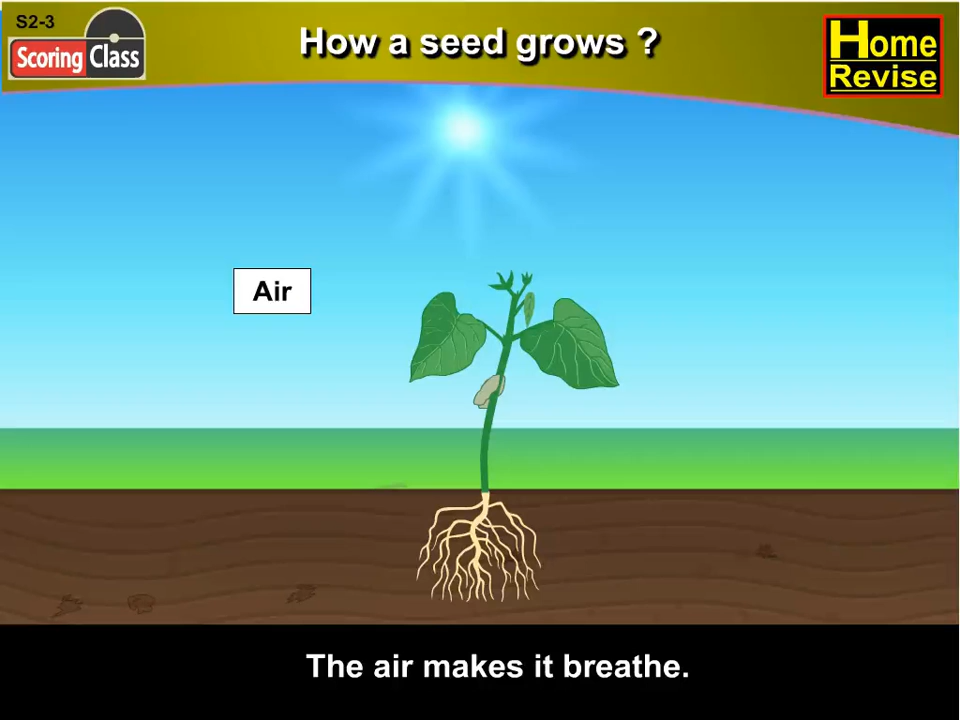 S2-3
Scoring Class
How a seed grows ?
Home
Revise
Air
The air makes it breathe.